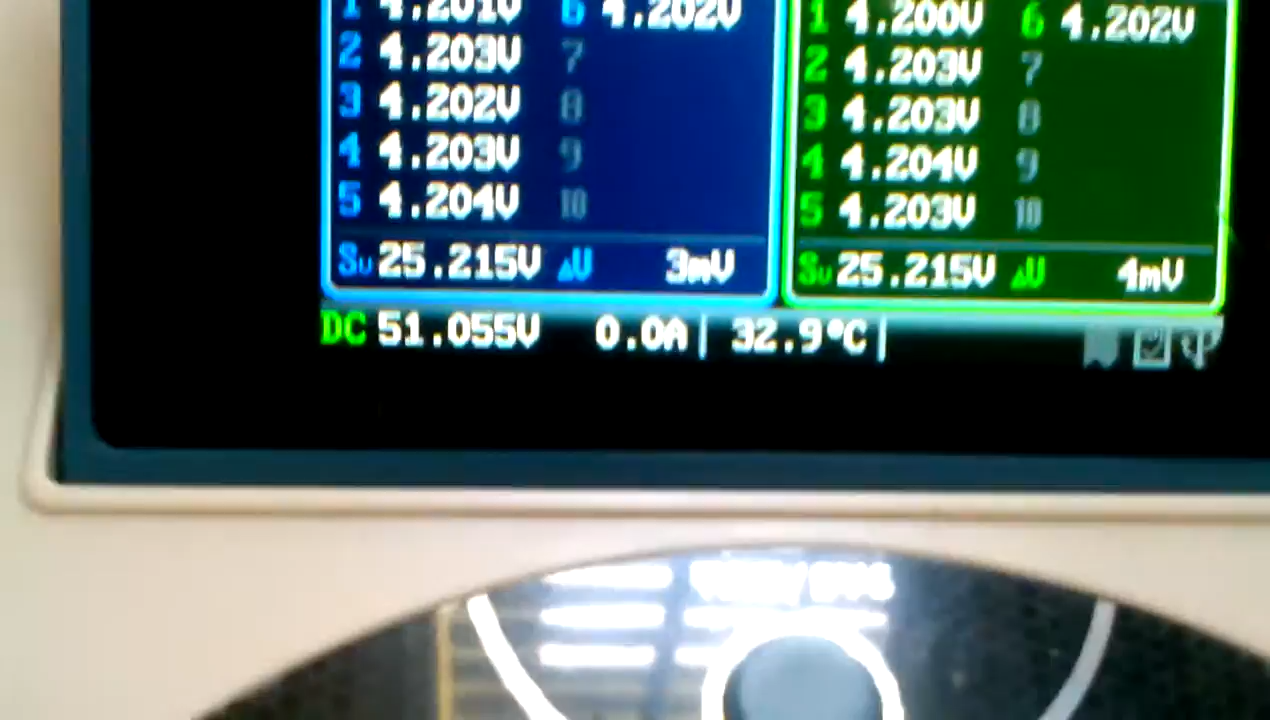 1 4.201V 6 4.202V
2 4.203V 7
3 4.202V 8
4 4.203V 9
5 4.204V 10
Su 25.215V ΔU 3mV
1 4.200V 6 4.202V
2 4.203V 7
3 4.203V 8
4 4.204V 9
5 4.203V 10
Su 25.215V ΔU 4mV
DC 51.055V 0.0A| 32.9°C|